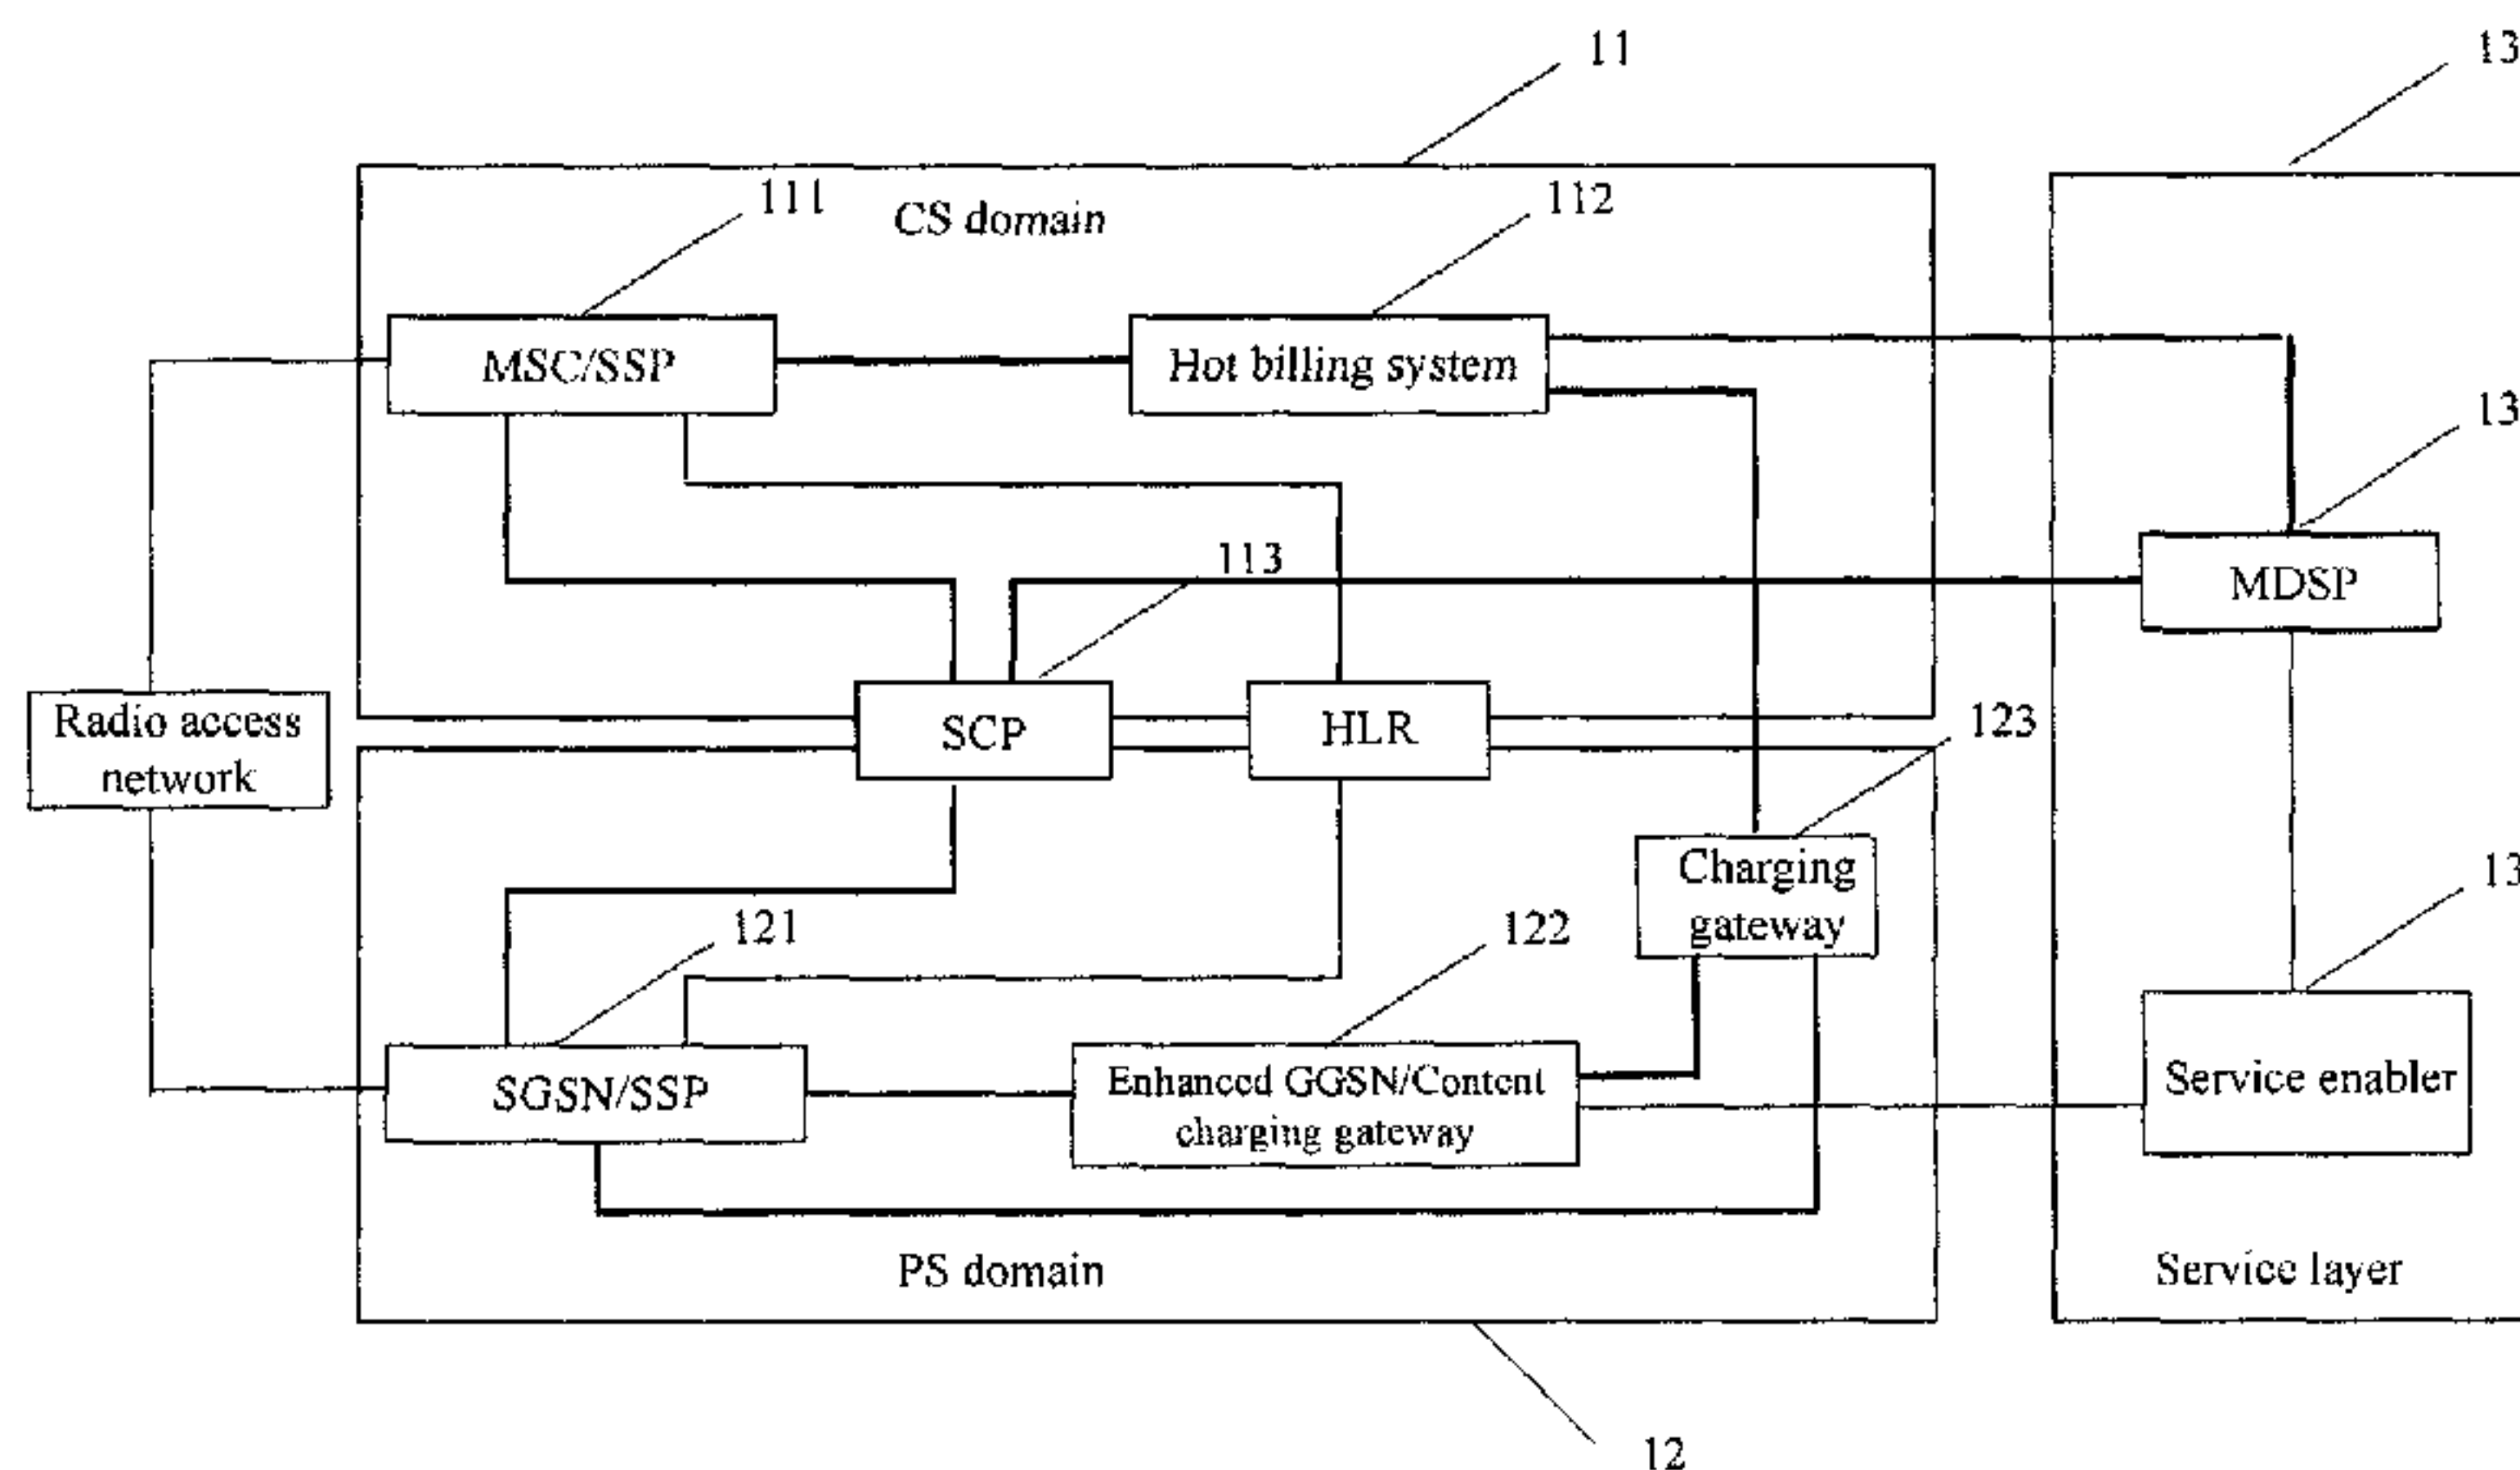 11
13
111
CS domain
112
MSC/SSP
Hot billing system
13
113
MDSP
Radio access
network
SCP
HLR
123
Charging
gateway
13
121
122
SGSN/SSP
Enhanced GGSN/Content
charging gateway
Service enabler
PS domain
Service layer
12